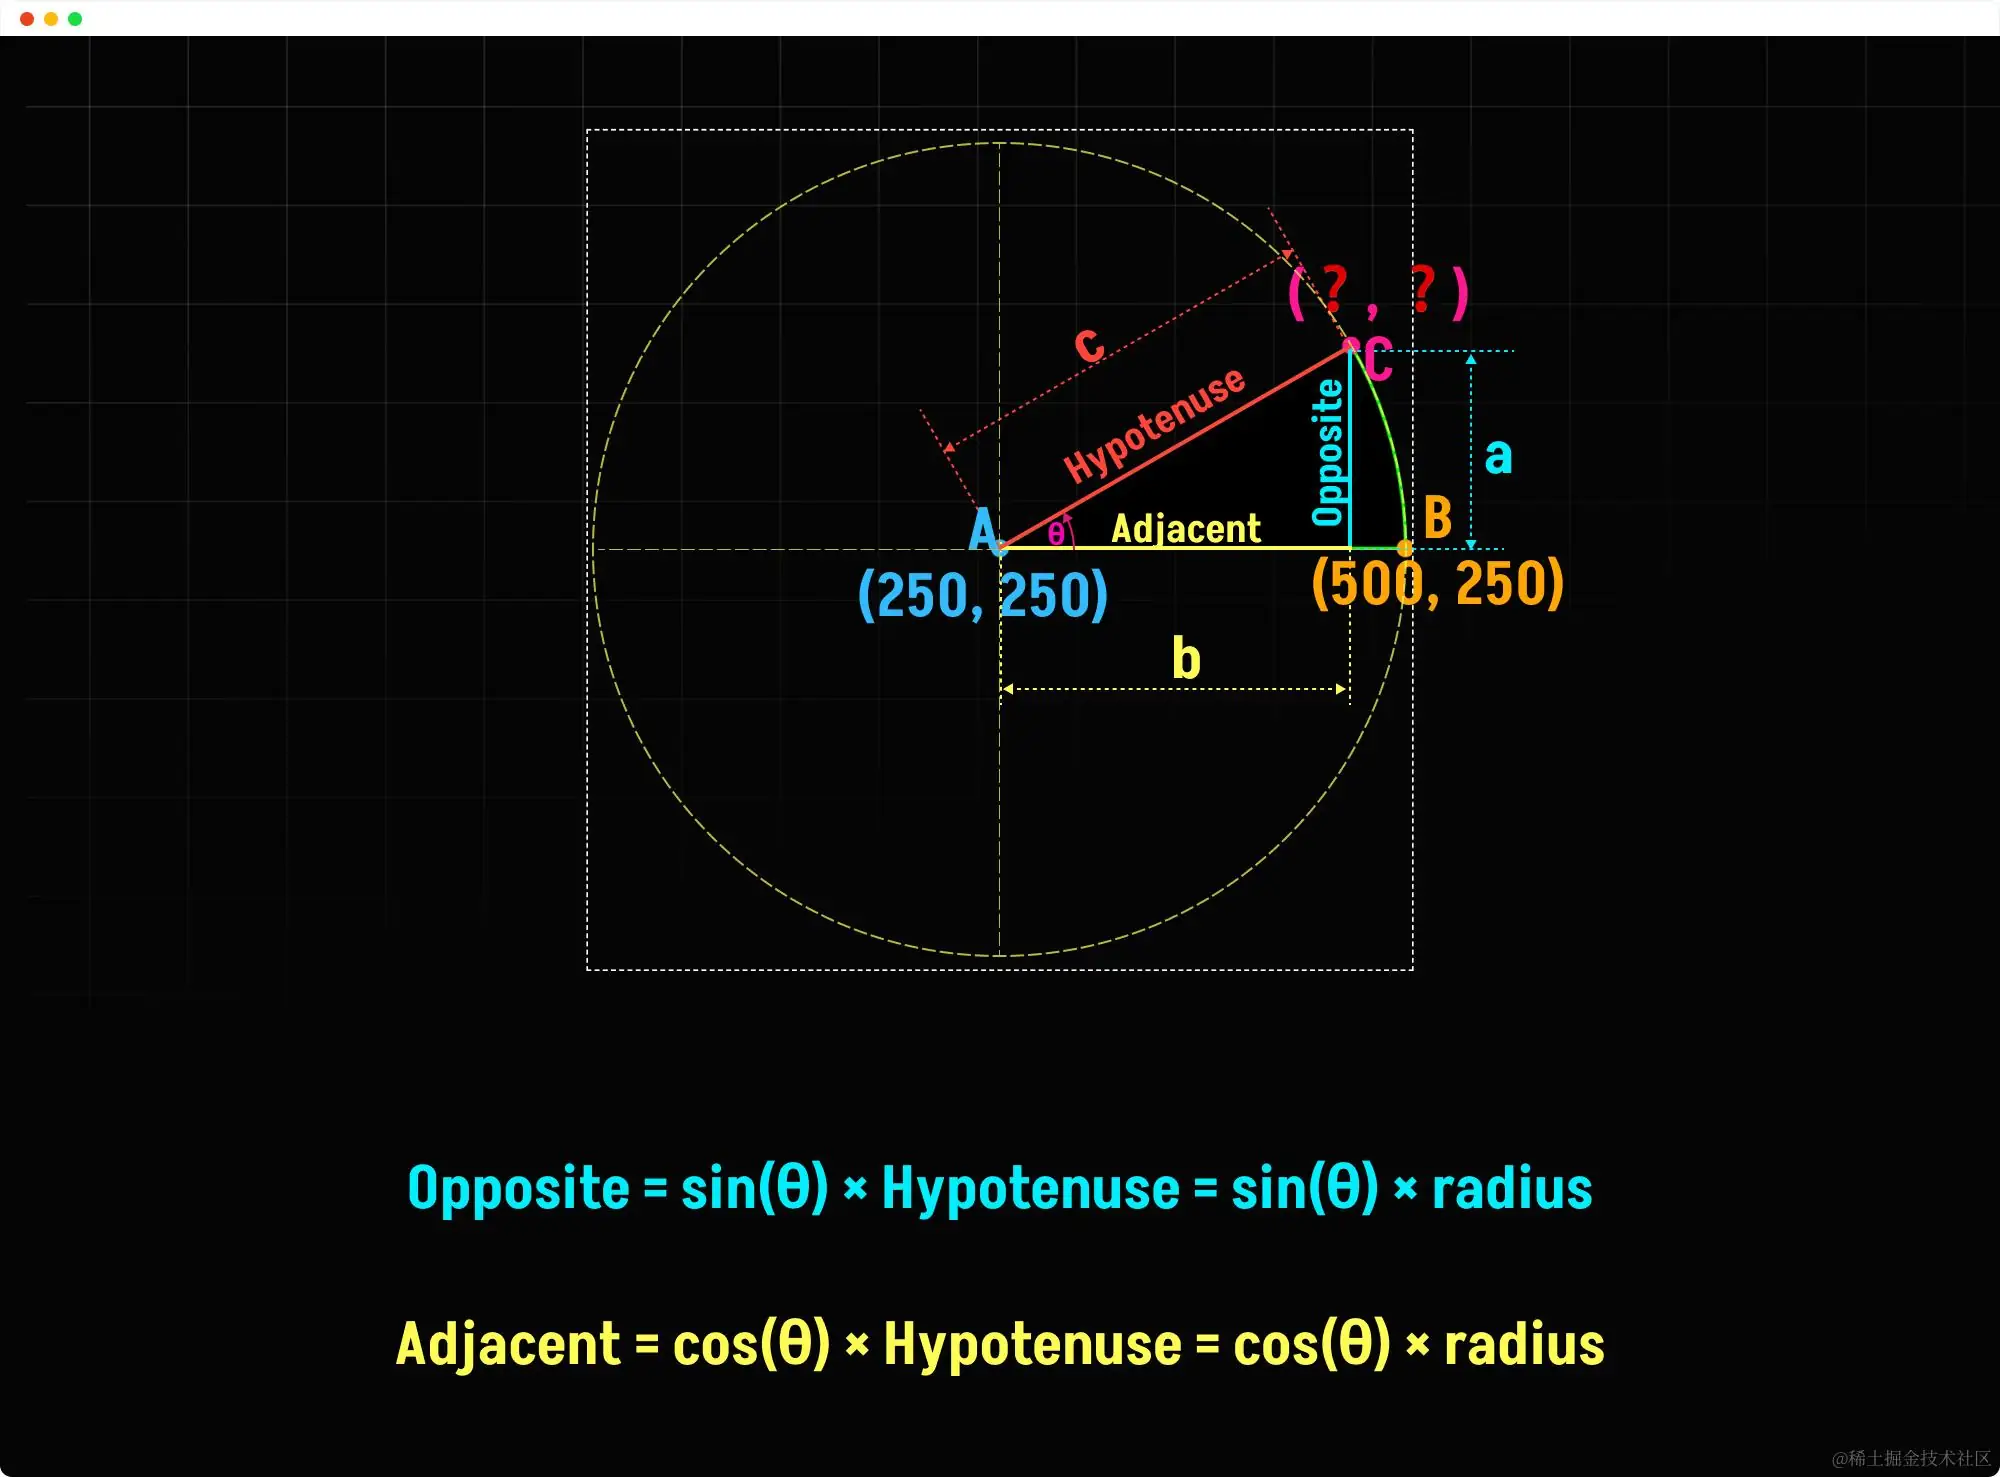 ( ? , ? )
c
C
Hypotenuse
Opposite
a
A
θ
Adjacent
B
(250, 250)
(500, 250)
b
Opposite = sin(θ) × Hypotenuse = sin(θ) × radius
Adjacent = cos(θ) × Hypotenuse = cos(θ) × radius
@稀土掘金技术社区